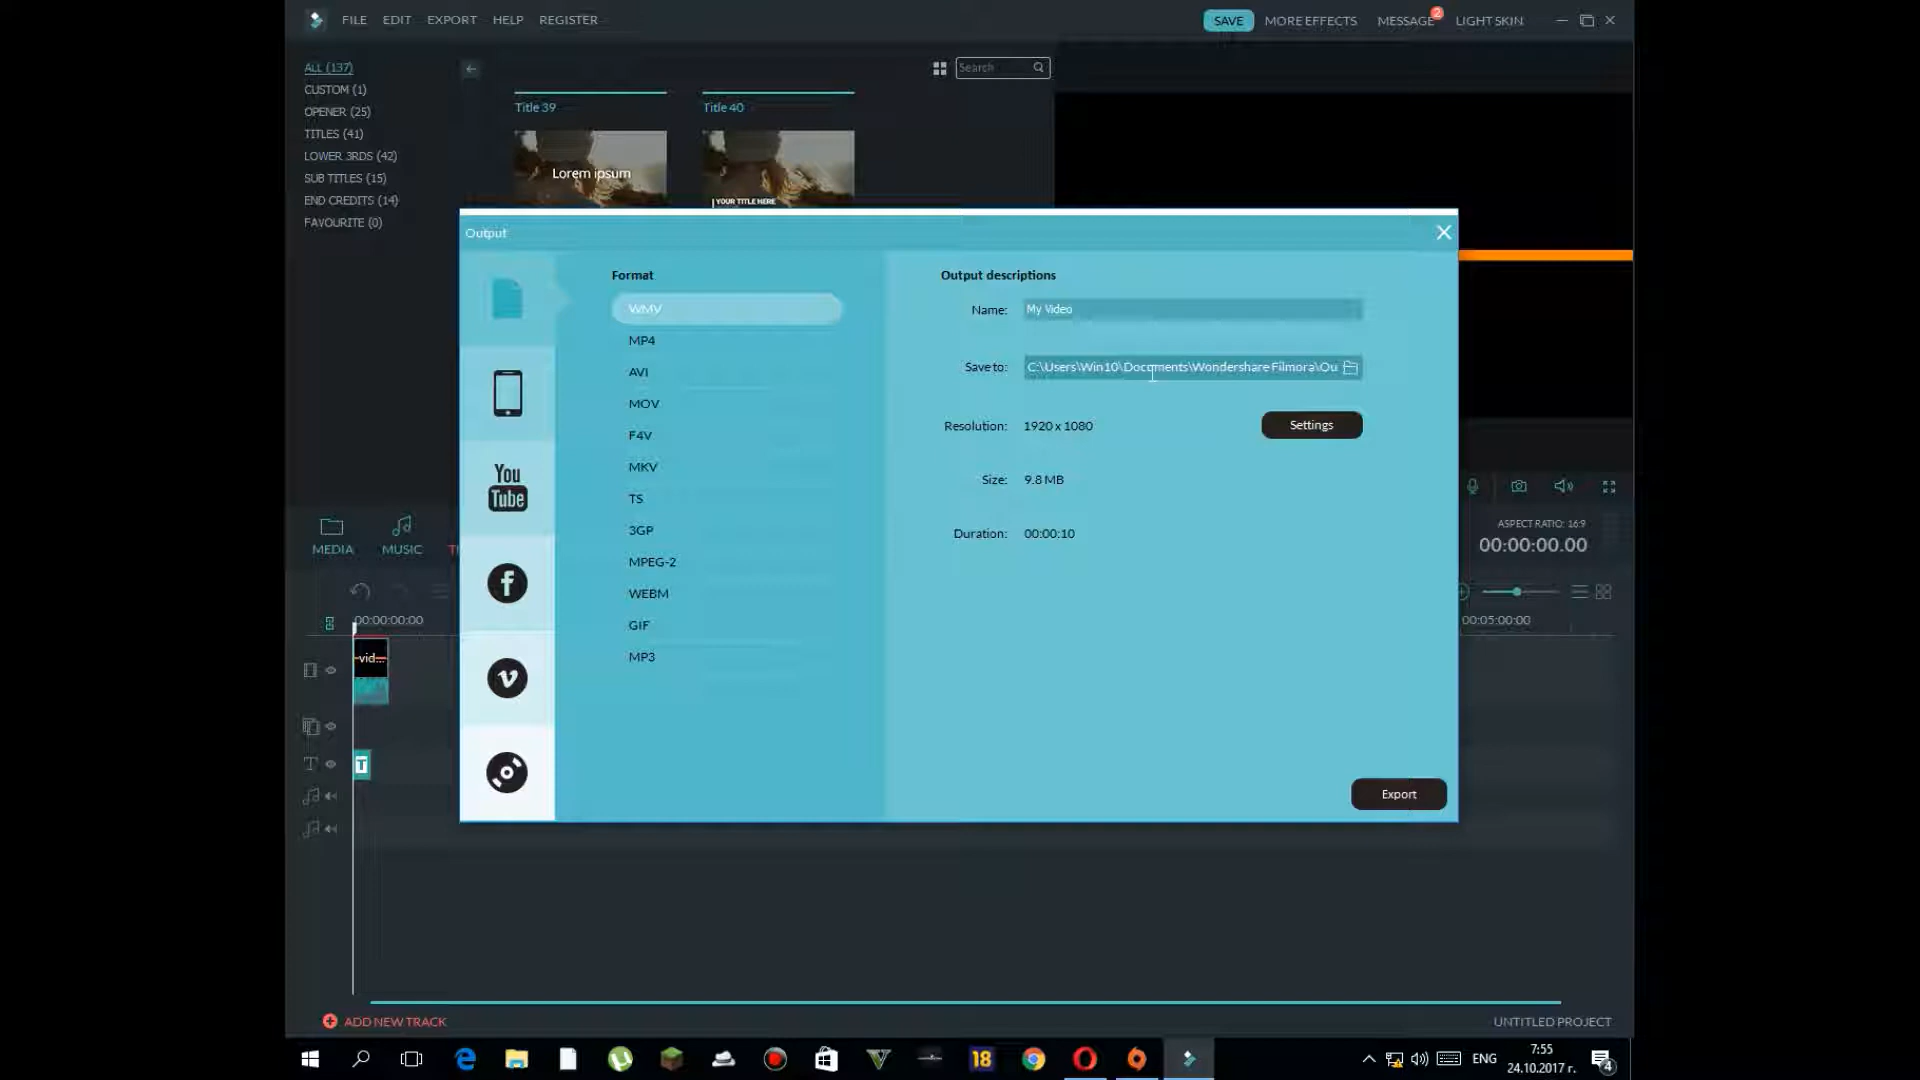 FILE EDIT EXPORT HELP REGISTER SAVE MORE EFFECTS MESSAGE 2 LIGHT SKIN
ALL (137)
CUSTOM (1)
OPENER (25)
TITLES (41)
LOWER 3RDS (42)
SUB TITLES (15)
END CREDITS (14)
FAVOURITE (0)
Search
Title 39 Title 40
Lorem ipsum
YOUR TITLE HERE
Output
Format
WMV
MP4
AVI
MOV
F4V
MKV
TS
3GP
MPEG-2
WEBM
GIF
MP3
You
Tube
Output descriptions
Name: My Video
Save to: C:\Users\Win10\Documents\Wondershare Filmora\Ou
Resolution: 1920 x 1080 Settings
Size: 9.8 MB
Duration: 00:00:10
Export
MEDIA MUSIC
ASPECT RATIO: 16:9
00:00:00.00
00:00:00:00 00:05:00:00
vid...
T
ADD NEW TRACK UNTITLED PROJECT
18
ENG
7:55
24.10.2017 г.
4